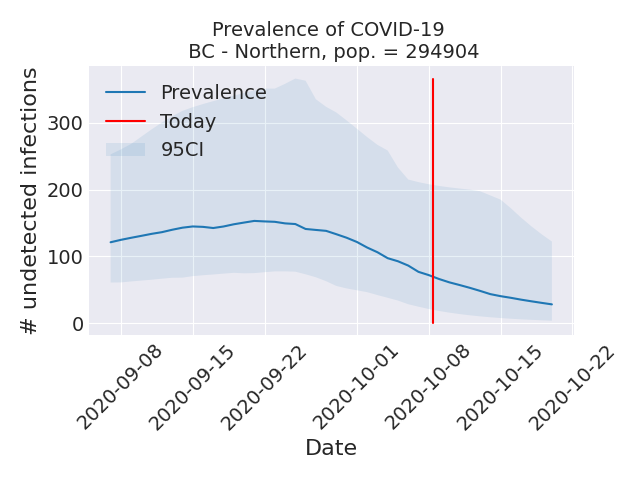 Prevalence of COVID-19
BC - Northern, pop. = 294904
# undetected infections
300
200
100
0
Prevalence
Today
95CI
2020-09-08
2020-09-15
2020-09-22
2020-10-01
2020-10-08
2020-10-15
2020-10-22
Date